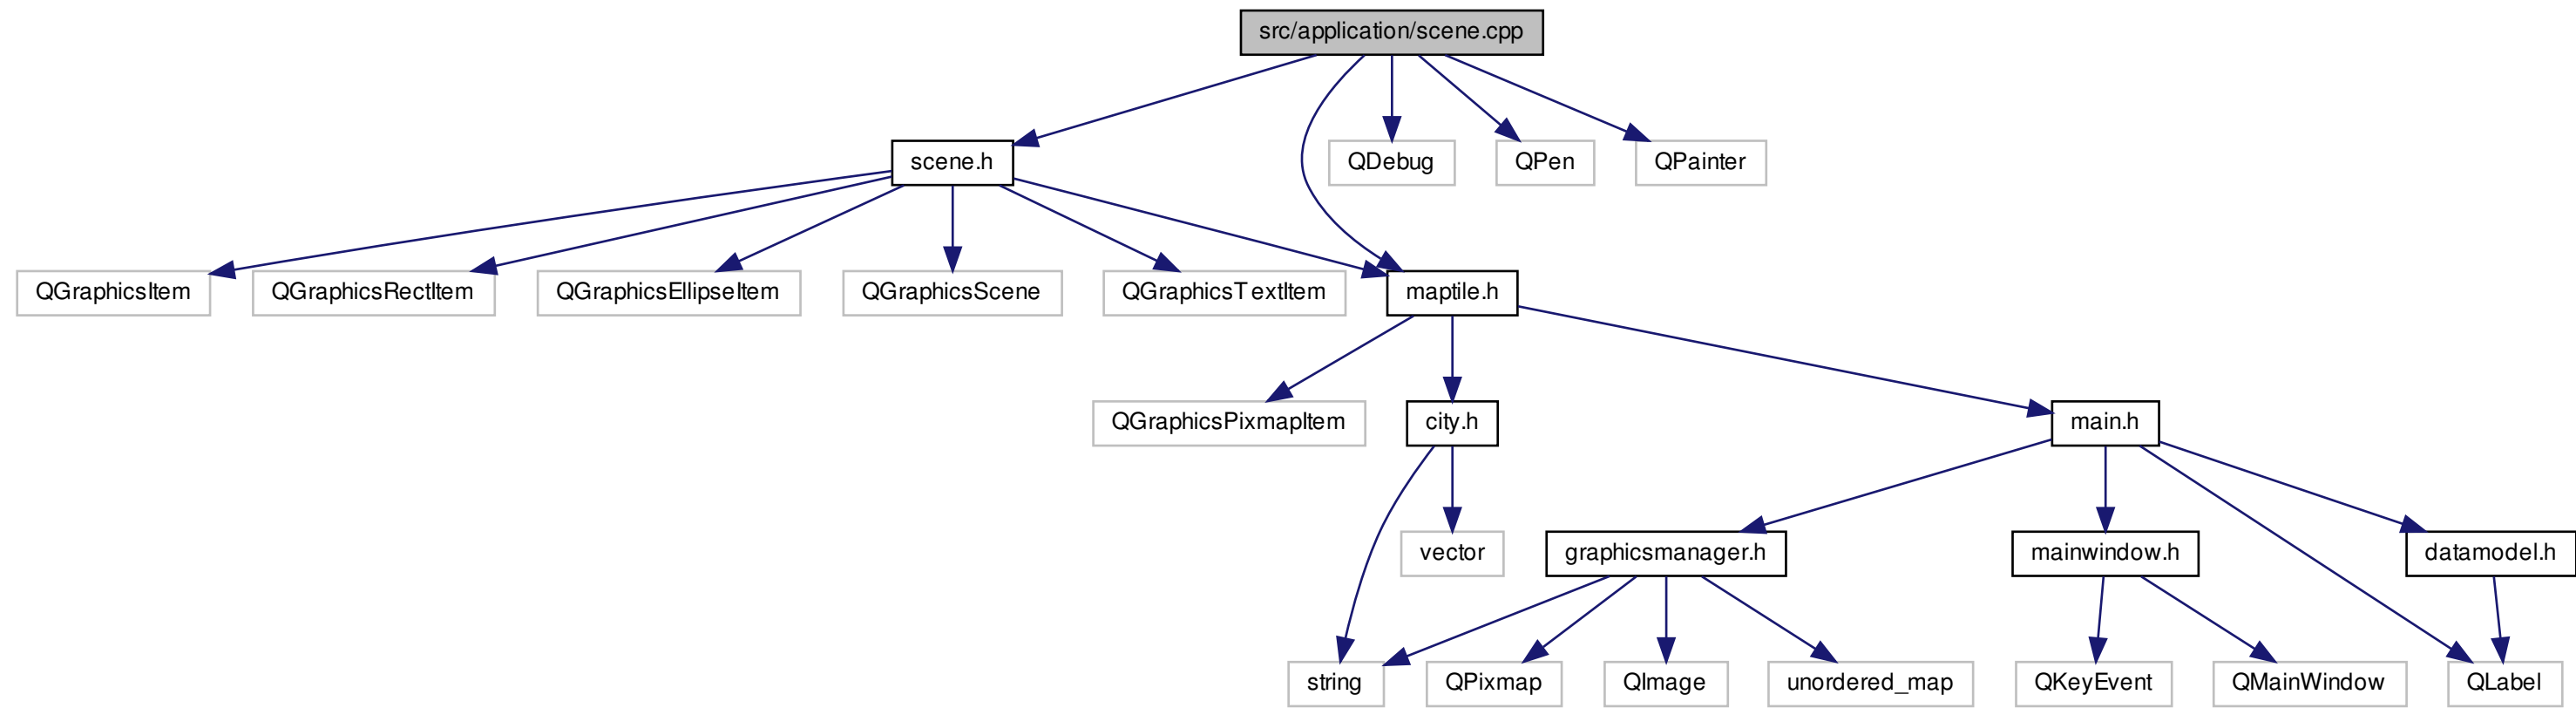 src/application/scene.cpp
scene.h
QDebug
QPen
QPainter
QGraphicsItem
QGraphicsRectItem
QGraphicsEllipseItem
QGraphicsScene
QGraphicsTextItem
maptile.h
QGraphicsPixmapItem
city.h
main.h
vector
graphicsmanager.h
mainwindow.h
datamodel.h
string
QPixmap
QImage
unordered_map
QKeyEvent
QMainWindow
QLabel